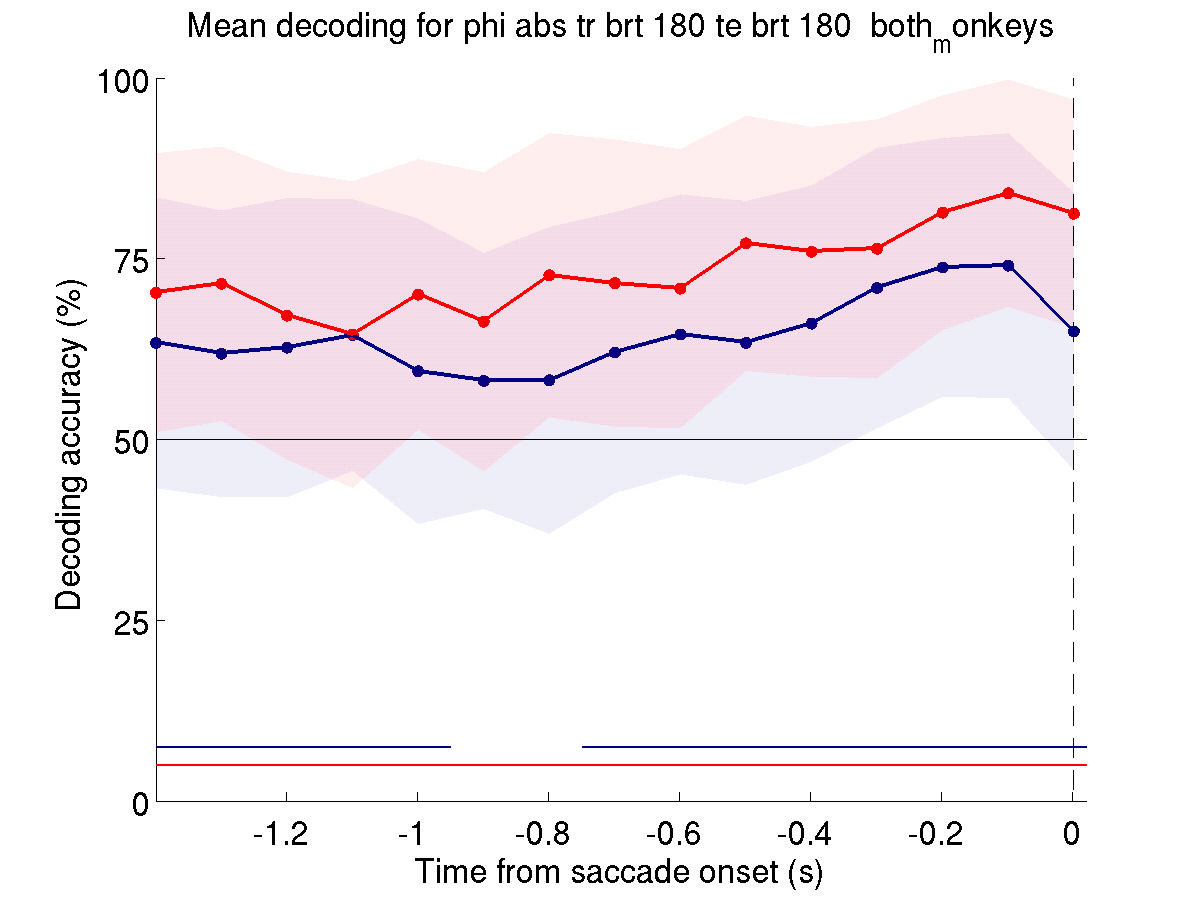 Mean decoding for phi abs tr brt 180 te brt 180 both_monkeys
100
75
50
25
0
Decoding accuracy (%)
-1.2 -1 -0.8 -0.6 -0.4 -0.2 0
Time from saccade onset (s)